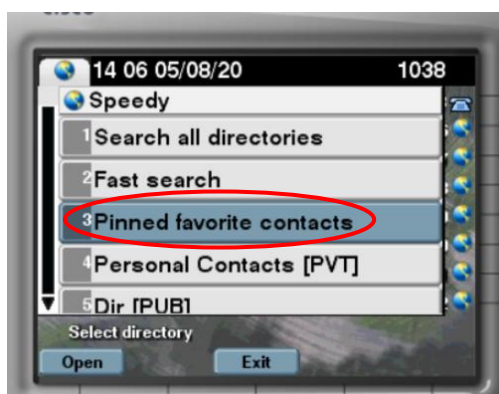 14 06 05/08/20 1038
Speedy
1 Search all directories
2 Fast search
3 Pinned favorite contacts
4 Personal Contacts [PVT]
5 Dir [PUB]
Select directory
Open Exit